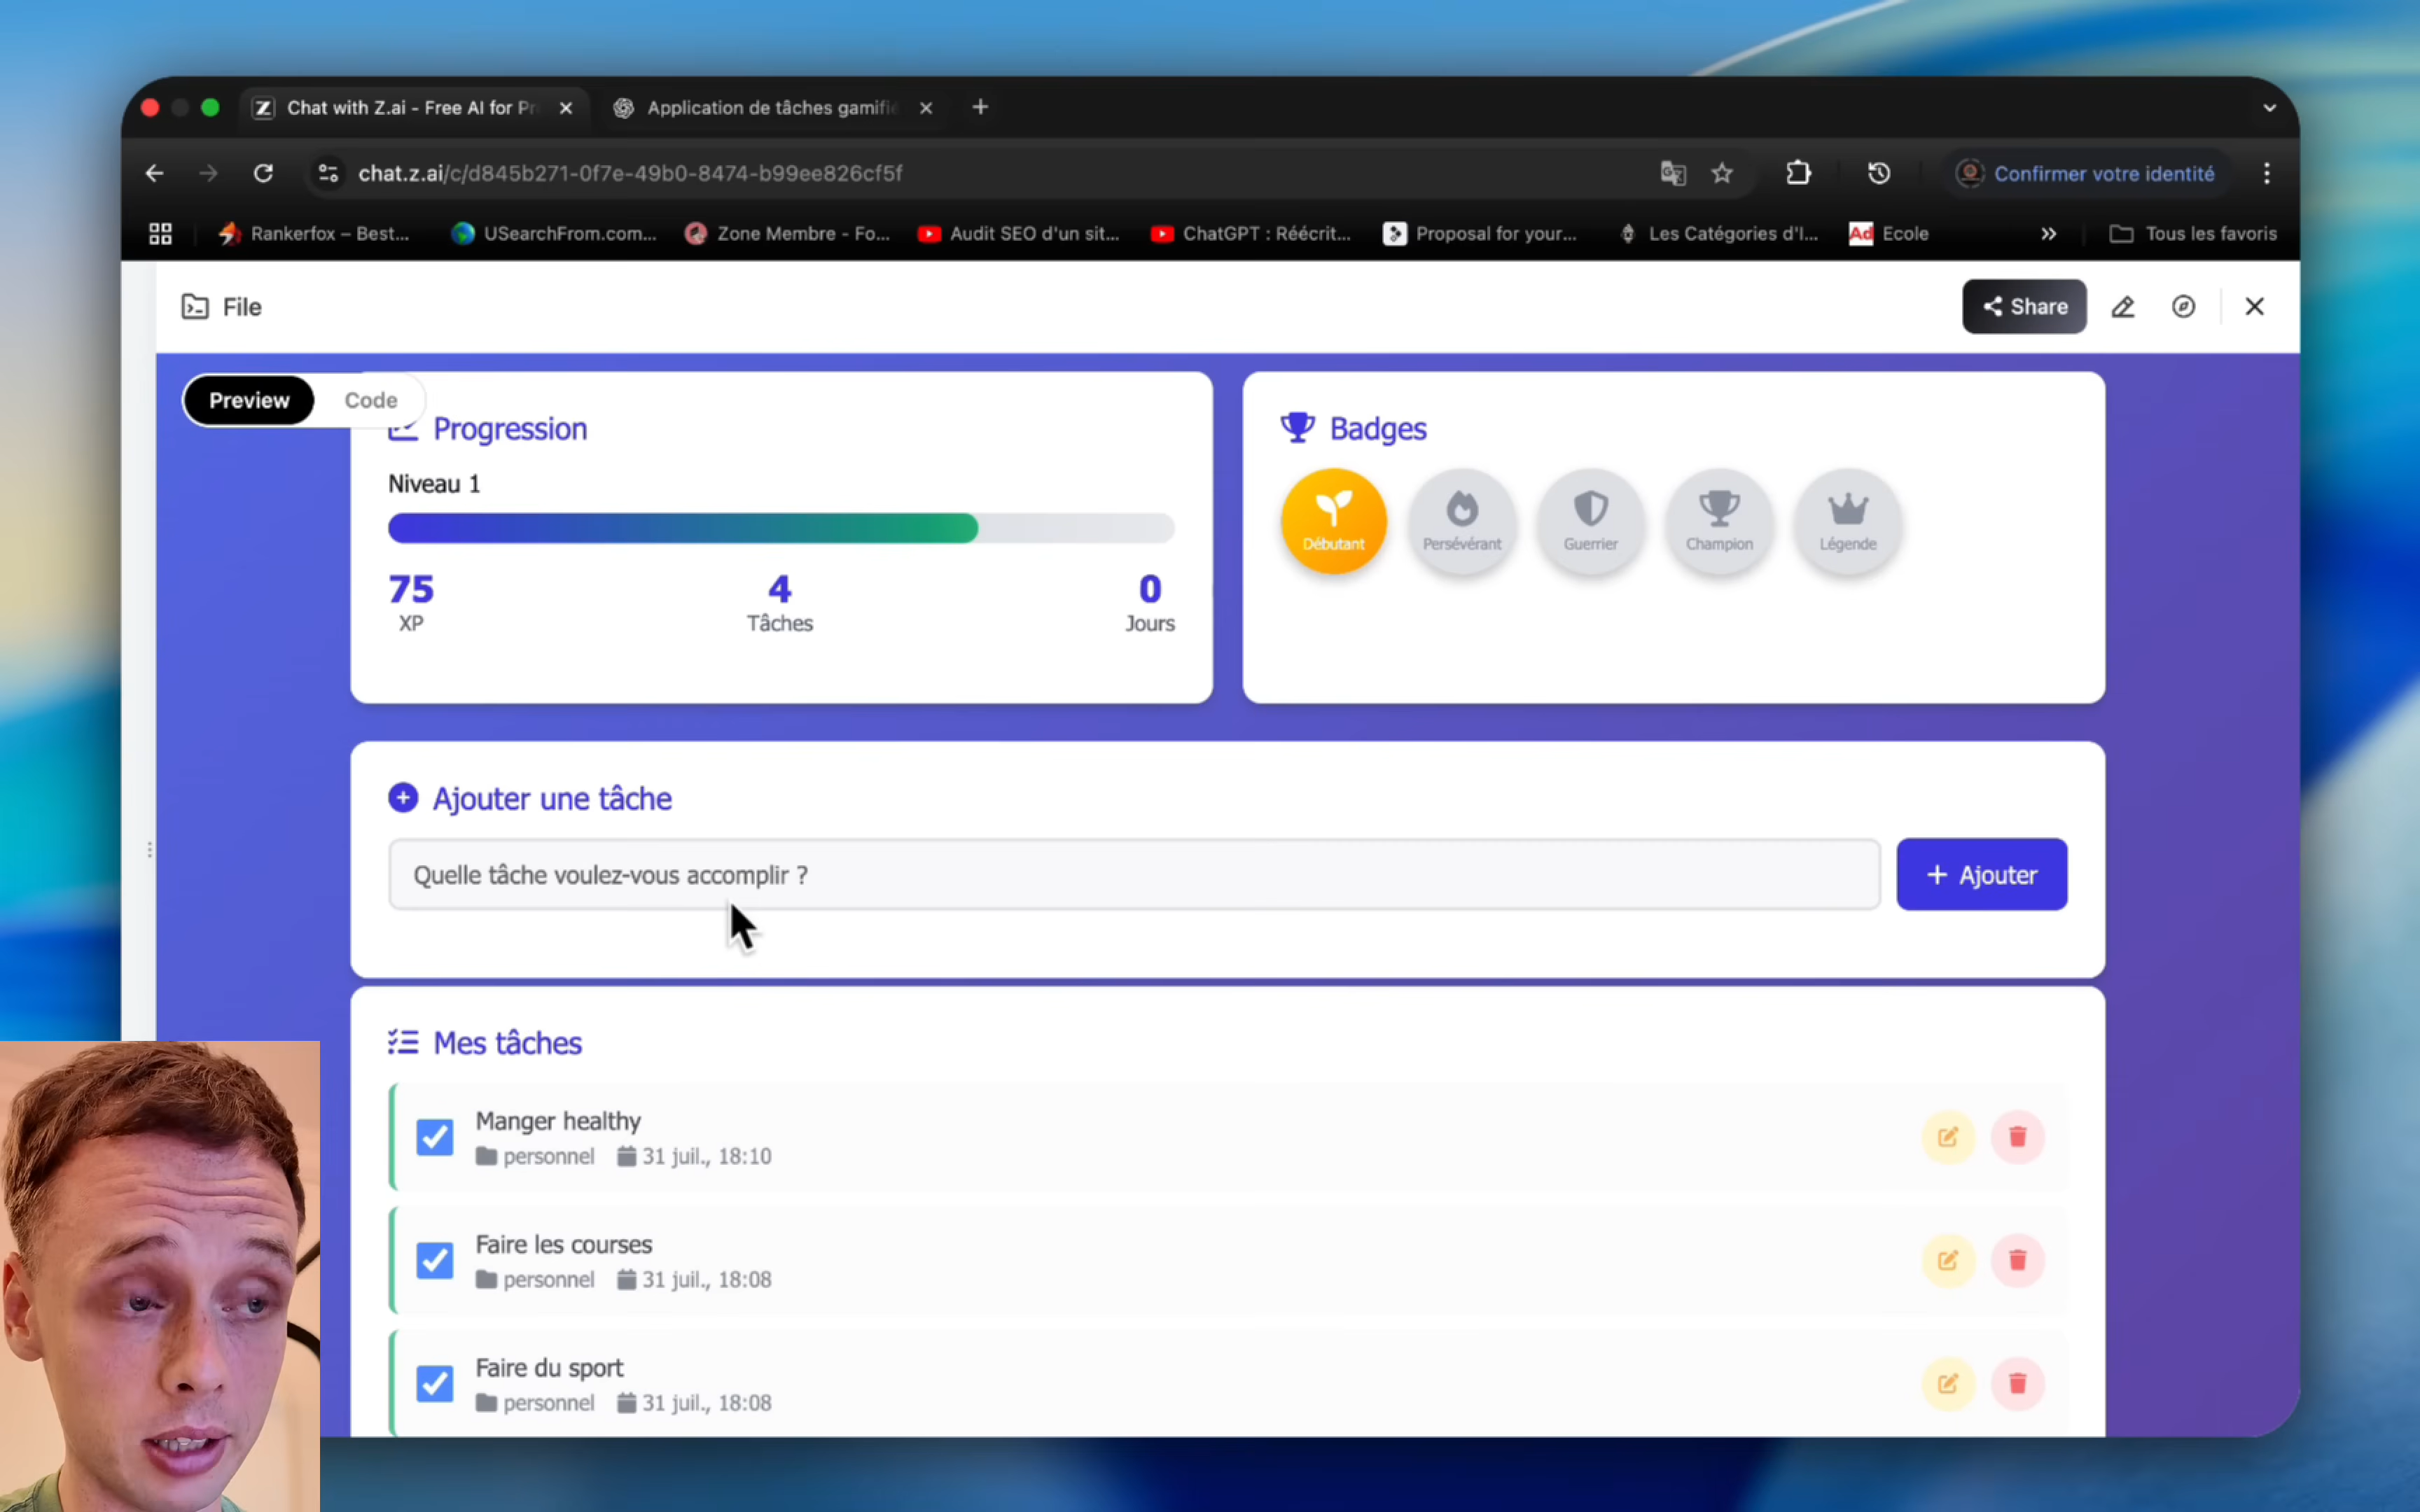 Chat with Z.ai - Free AI for Pr
Application de tâches gamifié
chat.z.ai/c/d845b271-0f7e-49b0-8474-b99ee826cf5f
Confirmer votre identité
Rankerfox – Best...
USearchFrom.com...
Zone Membre - Fo...
Audit SEO d'un sit...
ChatGPT : Réécrit...
Proposal for your...
Les Catégories d'I...
Ad Ecole
Tous les favoris
File
Share
Preview
Code
Progression
Niveau 1
75
XP
4
Tâches
0
Jours
Badges
Débutant
Persévérant
Guerrier
Champion
Légende
Ajouter une tâche
Quelle tâche voulez-vous accomplir ?
+ Ajouter
Mes tâches
Manger healthy
personnel 31 juil., 18:10
Faire les courses
personnel 31 juil., 18:08
Faire du sport
personnel 31 juil., 18:08